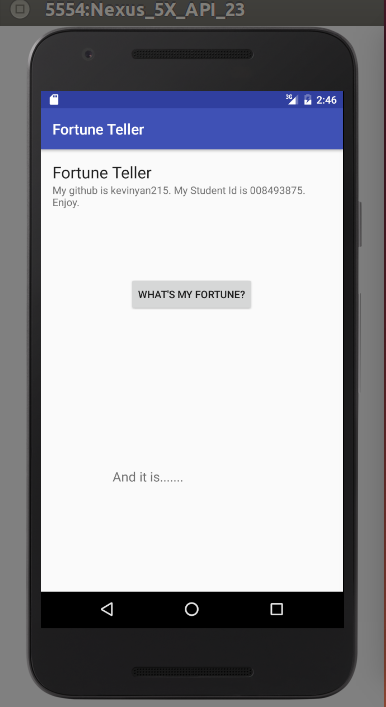 5554:Nexus_5X_API_23
3G 2:46
Fortune Teller
Fortune Teller
My github is kevinyan215. My Student Id is 008493875.
Enjoy.
WHAT'S MY FORTUNE?
And it is.......